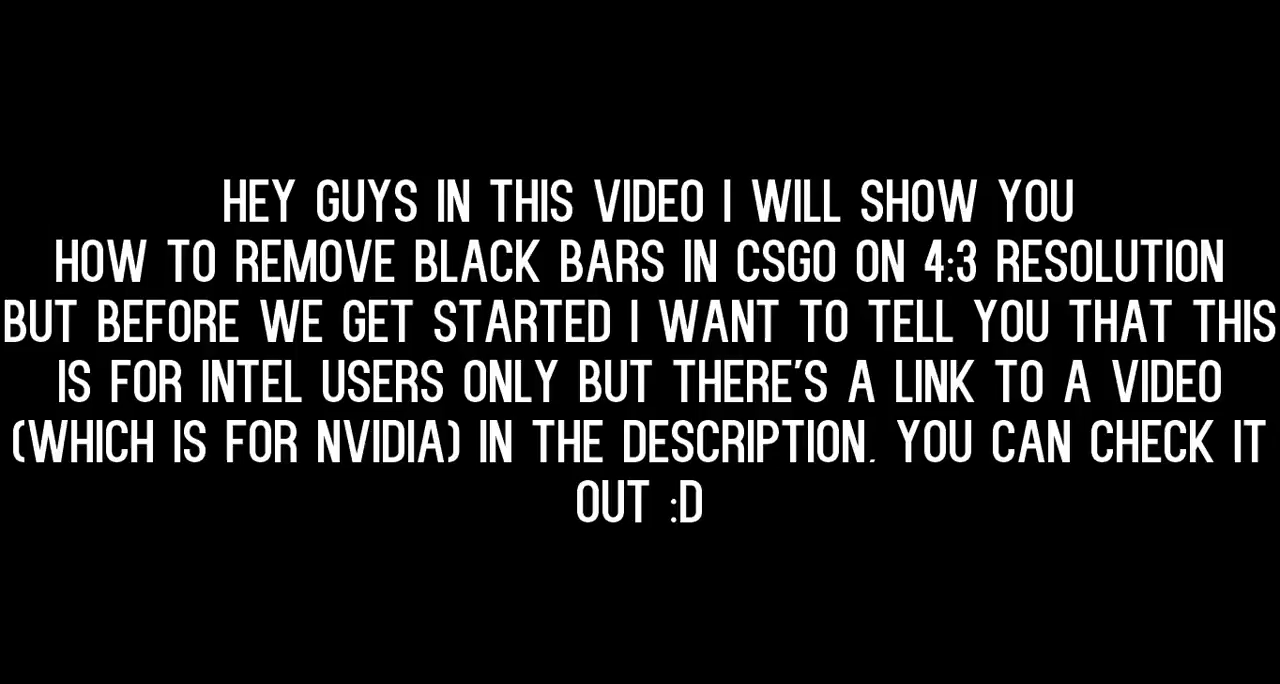 HEY GUYS IN THIS VIDEO I WILL SHOW YOU
HOW TO REMOVE BLACK BARS IN CSGO ON 4:3 RESOLUTION
BUT BEFORE WE GET STARTED I WANT TO TELL YOU THAT THIS
IS FOR INTEL USERS ONLY BUT THERE'S A LINK TO A VIDEO
(WHICH IS FOR NVIDIA) IN THE DESCRIPTION. YOU CAN CHECK IT
OUT :D